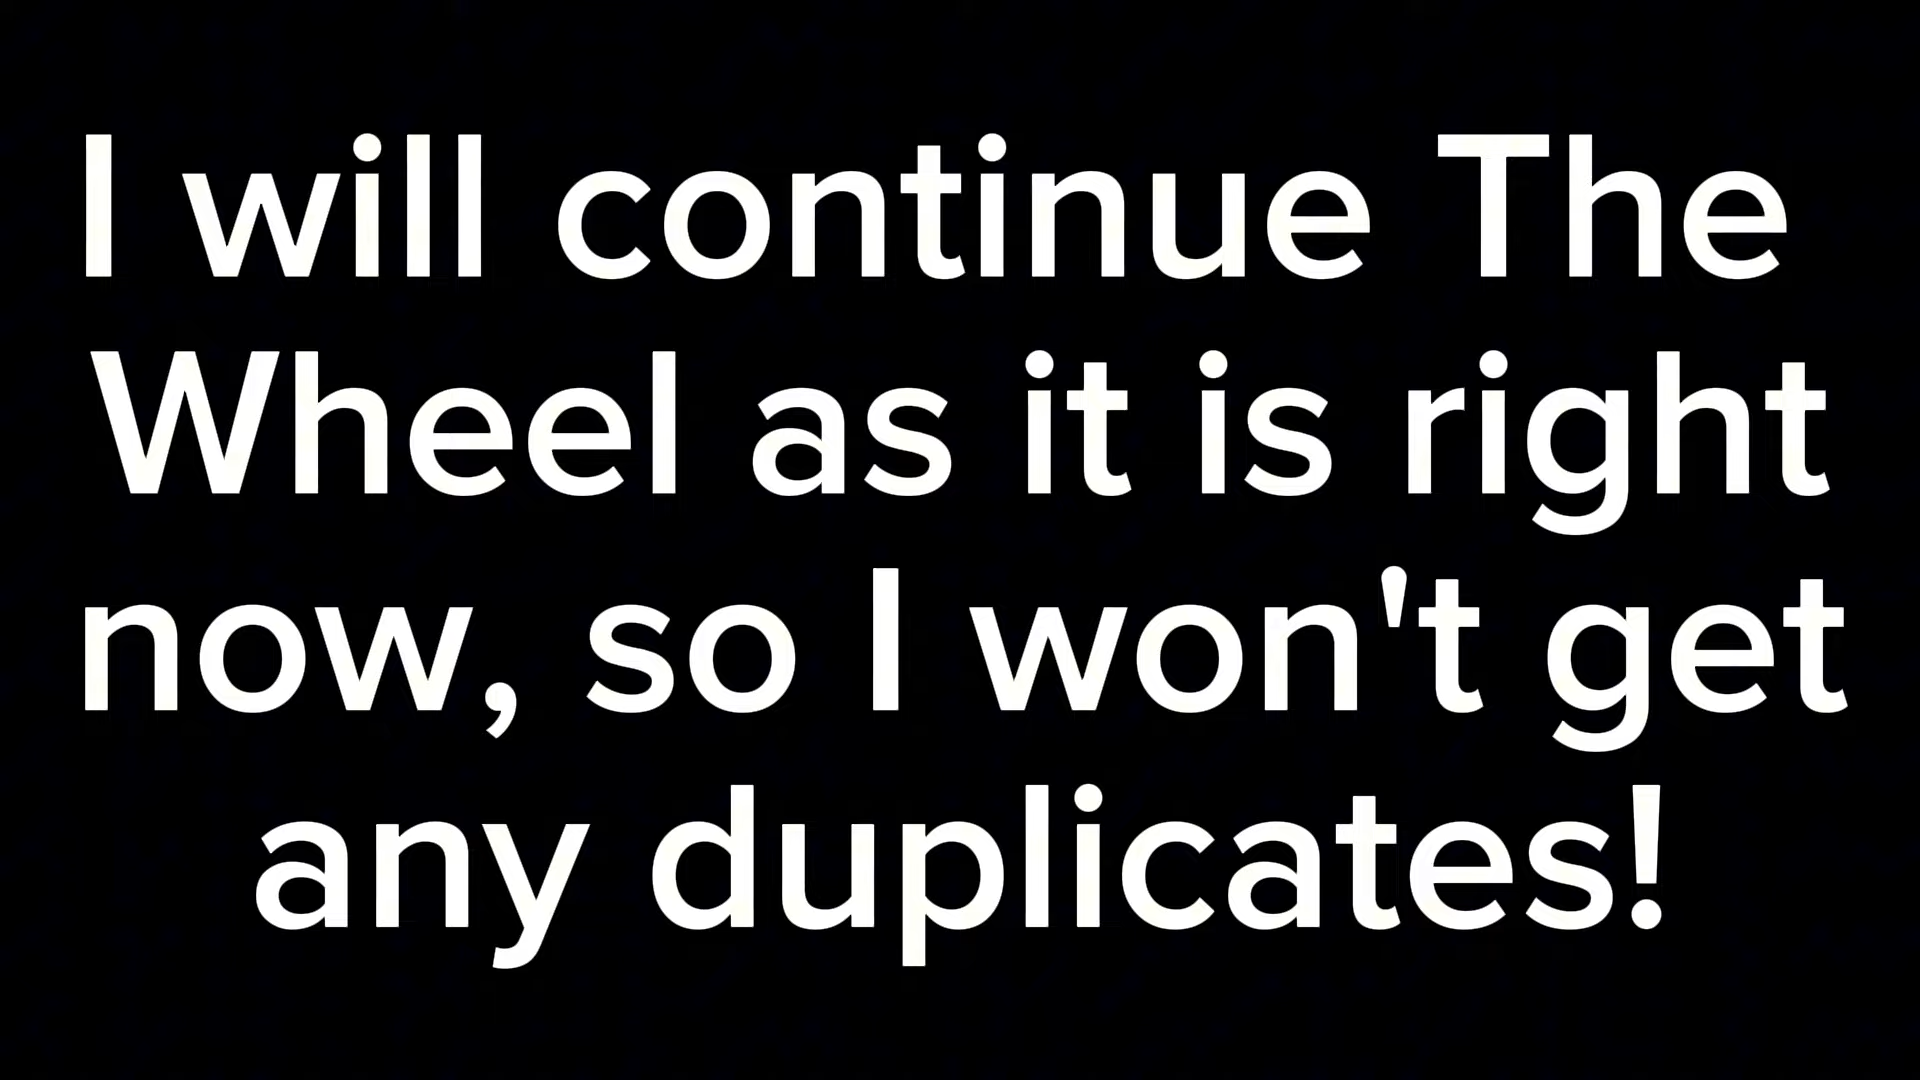 I will continue The
Wheel as it is right
now, so I won't get
any duplicates!